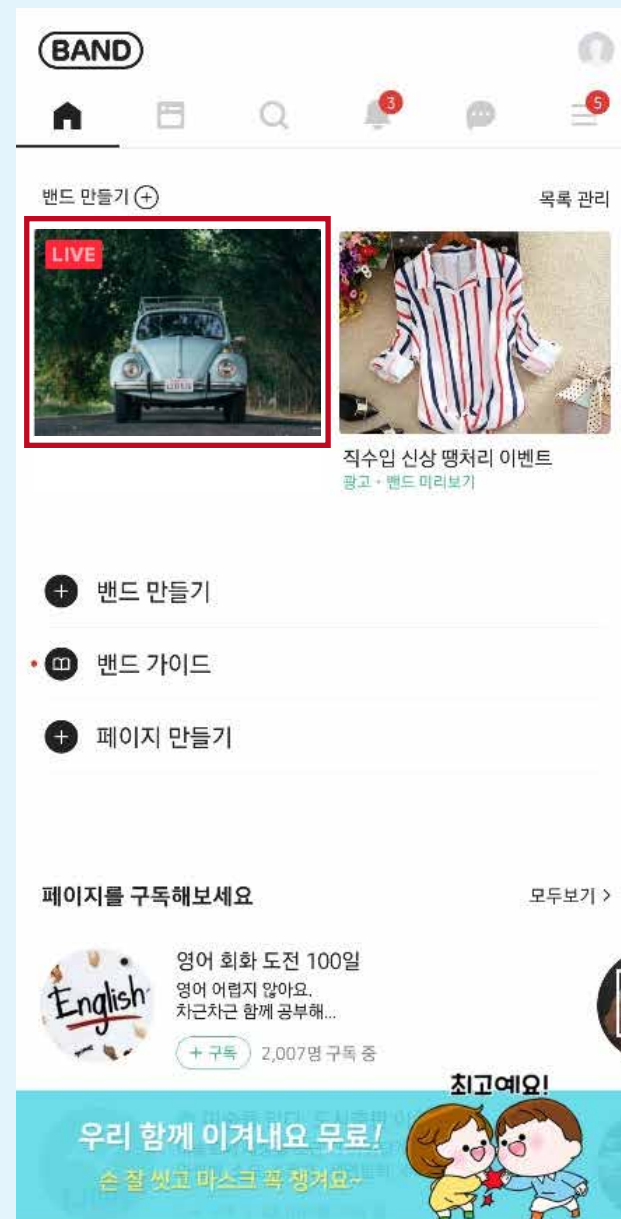 BAND
3
5
밴드 만들기
목록 관리
LIVE
직수입 신상 땡처리 이벤트
광고 • 밴드 미리보기
밴드 만들기
밴드 가이드
페이지 만들기
페이지를 구독해보세요
모두보기 >
English
영어 회화 도전 100일
영어 어렵지 않아요.
차근차근 함께 공부해...
+ 구독
2,007명 구독 중
최고예요!
우리 함께 이겨내요 무료!
손 잘 씻고 마스크 꼭 챙겨요~